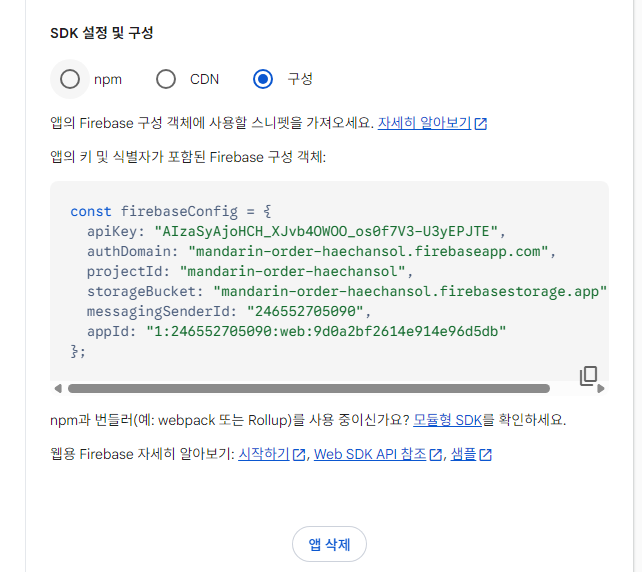 SDK 설정 및 구성
npm CDN 구성
앱의 Firebase 구성 객체에 사용할 스니펫을 가져오세요. 자세히 알아보기
앱의 키 및 식별자가 포함된 Firebase 구성 객체:
const firebaseConfig = {
  apiKey: "AIzaSyAjoHCH_XJvb4OWOO_os0f7V3-U3yEPJTE",
  authDomain: "mandarin-order-haechansol.firebaseapp.com",
  projectId: "mandarin-order-haechansol",
  storageBucket: "mandarin-order-haechansol.firebasestorage.app"
  messagingSenderId: "246552705090",
  appId: "1:246552705090:web:9d0a2bf2614e914e96d5db"
};
npm과 번들러(예: webpack 또는 Rollup)를 사용 중이신가요? 모듈형 SDK를 확인하세요.
웹용 Firebase 자세히 알아보기: 시작하기, Web SDK API 참조, 샘플
앱 삭제